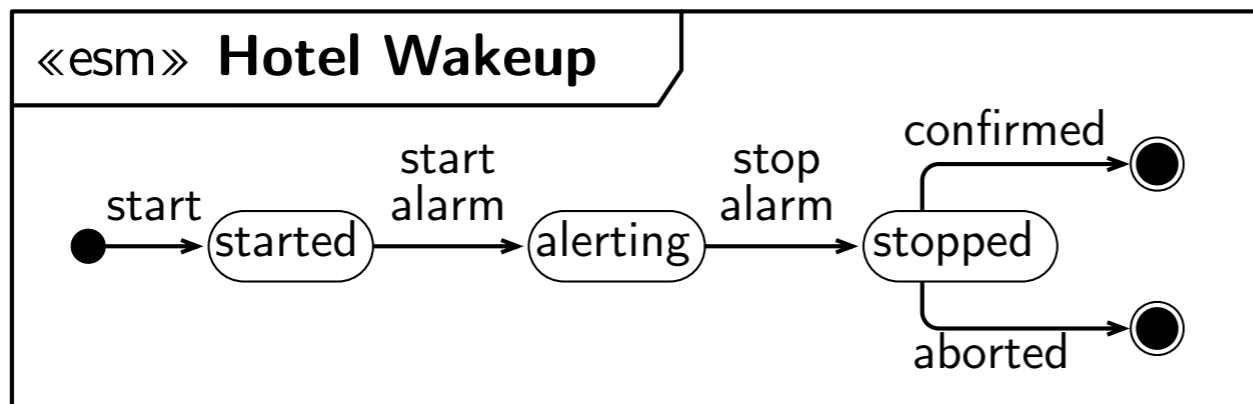 «esm» Hotel Wakeup
start
started
start
alarm
alerting
stop
alarm
stopped
confirmed
aborted